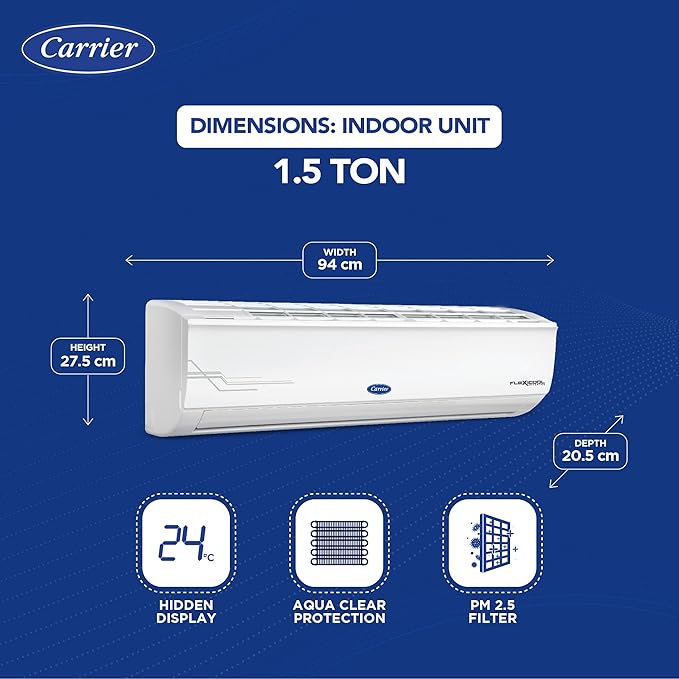 Carrier
DIMENSIONS: INDOOR UNIT
1.5 TON
WIDTH
94 cm
HEIGHT
27.5 cm
Carrier
FLEXICOOL
DEPTH
20.5 cm
24°C
HIDDEN
DISPLAY
AQUA CLEAR
PROTECTION
PM 2.5
FILTER